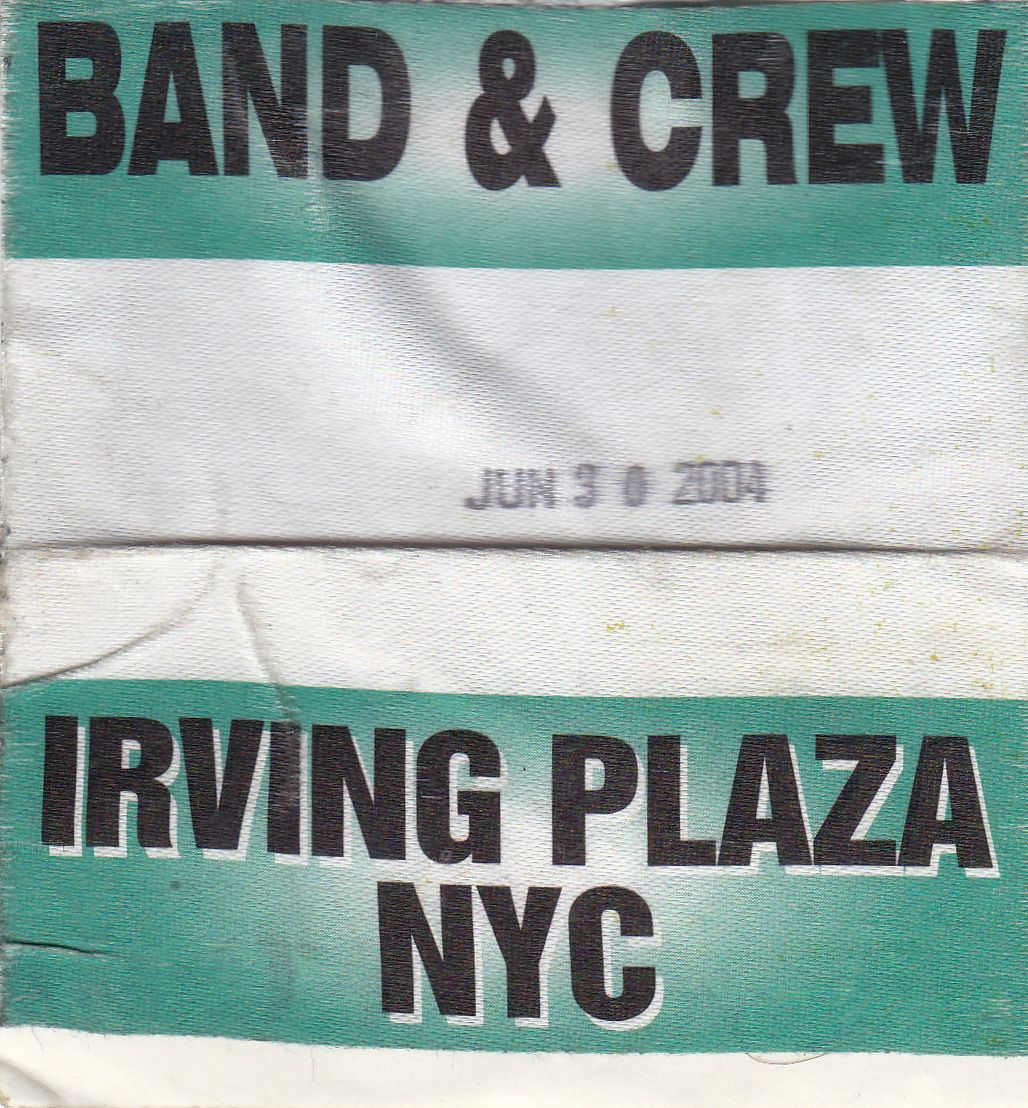 BAND & CREW
JUN 30 2004
IRVING PLAZA
NYC